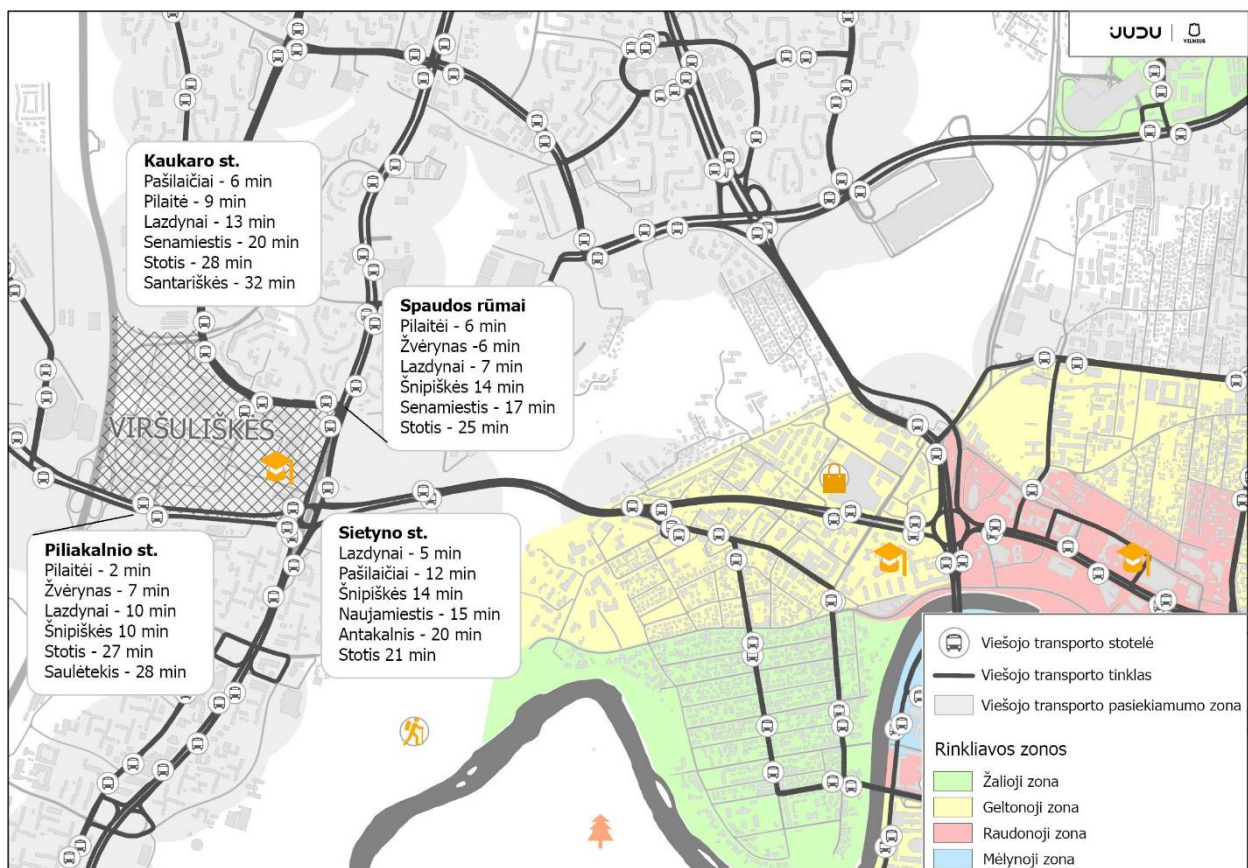 JUDU
VILNIUS
Kaukaro st.
Pašilaičiai - 6 min
Pilaitė - 9 min
Lazdynai - 13 min
Senamiestis - 20 min
Stotis - 28 min
Santariškės - 32 min
Spaudos rūmai
Pilaitėi - 6 min
Žvėrynas -6 min
Lazdynai - 7 min
Šnipiškės 14 min
Senamiestis - 17 min
Stotis - 25 min
VIRŠULIŠKĖS
Piliakalnio st.
Pilaitėi - 2 min
Žvėrynas - 7 min
Lazdynai - 10 min
Šnipiškės 10 min
Stotis - 27 min
Saulėtekis - 28 min
Sietyno st.
Lazdynai - 5 min
Pašilaičiai - 12 min
Šnipiškės 14 min
Naujamiestis - 15 min
Antakalnis - 20 min
Stotis 21 min
Viešojo transporto stotelė
Viešojo transporto tinklas
Viešojo transporto pasiekiamumo zona
Rinkliavos zonos
Žalioji zona
Geltonoji zona
Raudonoji zona
Mėlynoji zona